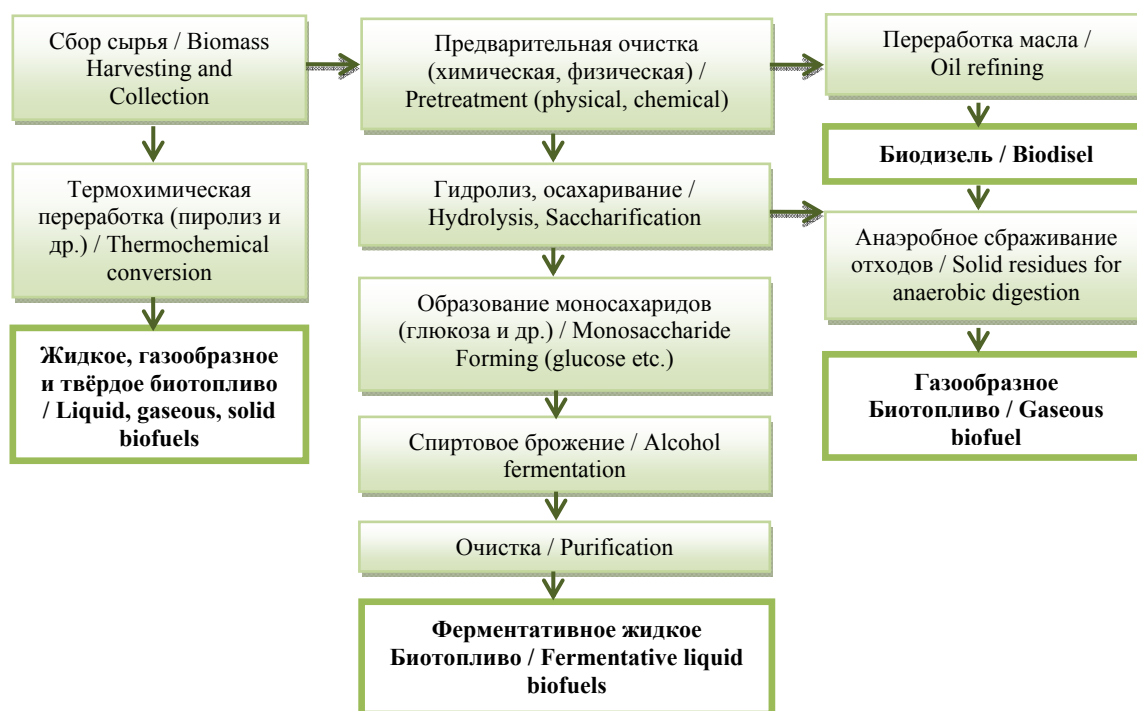 Сбор сырья / Biomass
Harvesting and
Collection
Предварительная очистка
(химическая, физическая) /
Pretreatment (physical, chemical)
Переработка масла /
Oil refining
Биодизель / Biodisel
Термохимическая
переработка (пиролиз и
др.) / Thermochemical
conversion
Гидролиз, осахаривание /
Hydrolysis, Saccharification
Анаэробное сбраживание
отходов / Solid residues for
anaerobic digestion
Образование моносахаридов
(глюкоза и др.) / Monosaccharide
Forming (glucose etc.)
Жидкое, газообразное
и твёрдое биотопливо
/ Liquid, gaseous, solid
biofuels
Газообразное
Биотопливо / Gaseous
biofuel
Спиртовое брожение / Alcohol
fermentation
Очистка / Purification
Ферментативное жидкое
Биотопливо / Fermentative liquid
biofuels